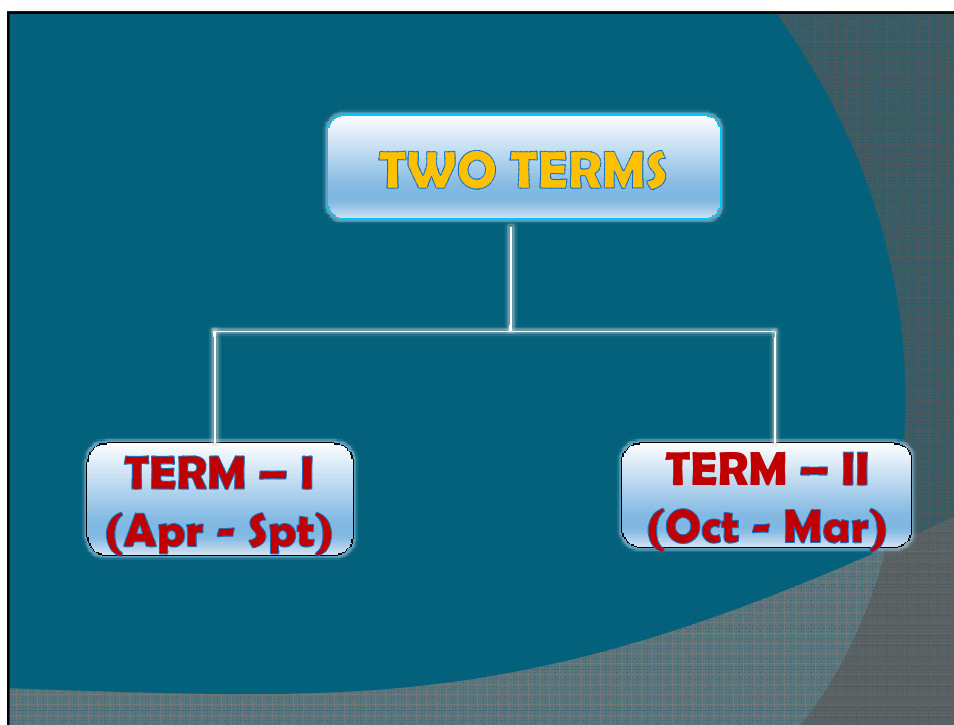 TWO TERMS
TERM – I
(Apr - Spt)
TERM – II
(Oct - Mar)